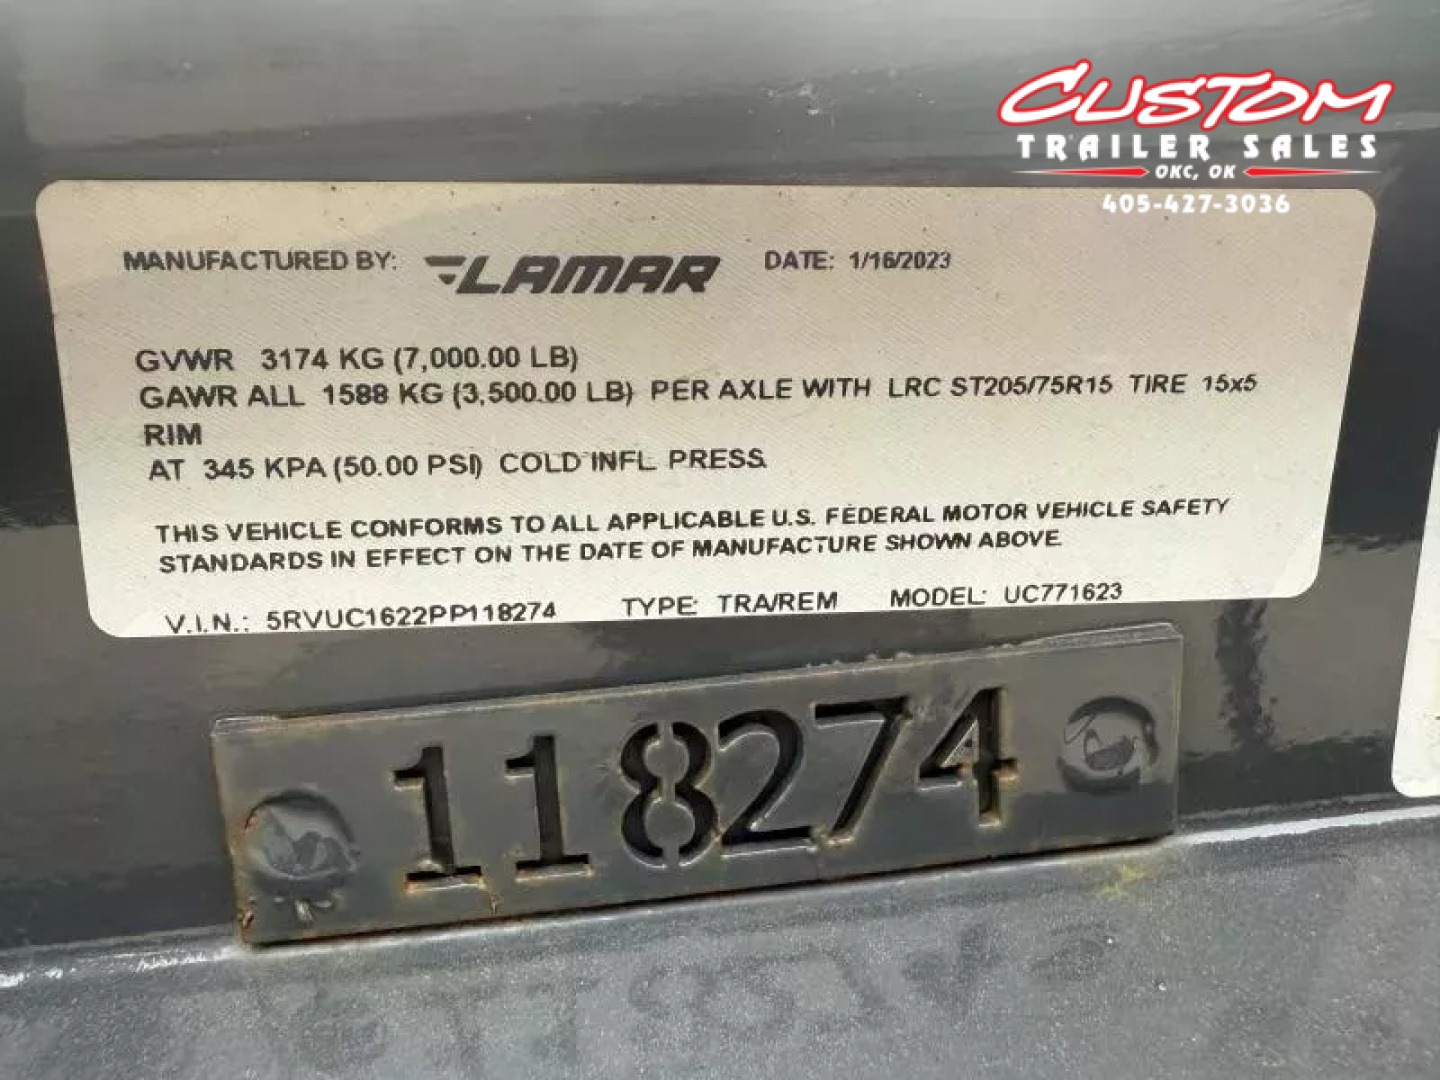 CUSTOM
TRAILER SALES
OKC, OK
405-427-3036
MANUFACTURED BY: LAMAR DATE: 1/16/2023
GVWR 3174 KG (7,000.00 LB)
GAWR ALL 1588 KG (3,500.00 LB) PER AXLE WITH LRC ST205/75R15 TIRE 15x5
RIM
AT 345 KPA (50.00 PSI) COLD INFL PRESS.
THIS VEHICLE CONFORMS TO ALL APPLICABLE U.S. FEDERAL MOTOR VEHICLE SAFETY
STANDARDS IN EFFECT ON THE DATE OF MANUFACTURE SHOWN ABOVE.
V.I.N.: 5RVUC1622PP118274 TYPE: TRA/REM MODEL: UC771623
118274